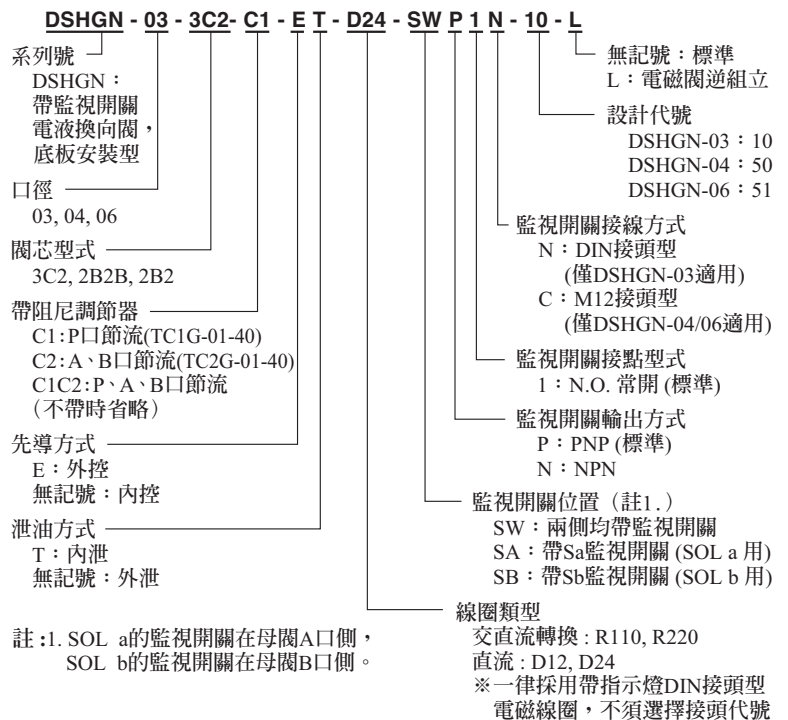 DSHGN - 03 - 3C2- C1 - E T - D24 - SW P 1 N - 10 - L
系列號
DSHGN：
帶監視開關
電液換向閥，
底板安裝型
口徑
03, 04, 06
閥芯型式
3C2, 2B2B, 2B2
帶阻尼調節器
C1：P口節流(TC1G-01-40)
C2：A、B口節流(TC2G-01-40)
C1C2：P、A、B口節流
（不帶時省略）
先導方式
E：外控
無記號：內控
泄油方式
T：內泄
無記號：外泄
註 :1. SOL a的監視開關在母閥A口側，
SOL b的監視開關在母閥B口側。
無記號：標準
L：電磁閥逆組立
設計代號
DSHGN-03：10
DSHGN-04：50
DSHGN-06：51
監視開關接線方式
N：DIN接頭型
(僅DSHGN-03適用)
C：M12接頭型
(僅DSHGN-04/06適用)
監視開關接點型式
1：N.O. 常開 (標準)
監視開關輸出方式
P：PNP (標準)
N：NPN
監視開關位置（註1.）
SW：兩側均帶監視開關
SA：帶Sa監視開關 (SOL a 用)
SB：帶Sb監視開關 (SOL b 用)
線圈類型
交直流轉換 : R110, R220
直流 : D12, D24
※一律採用帶指示燈DIN接頭型
電磁線圈，不須選擇接頭代號